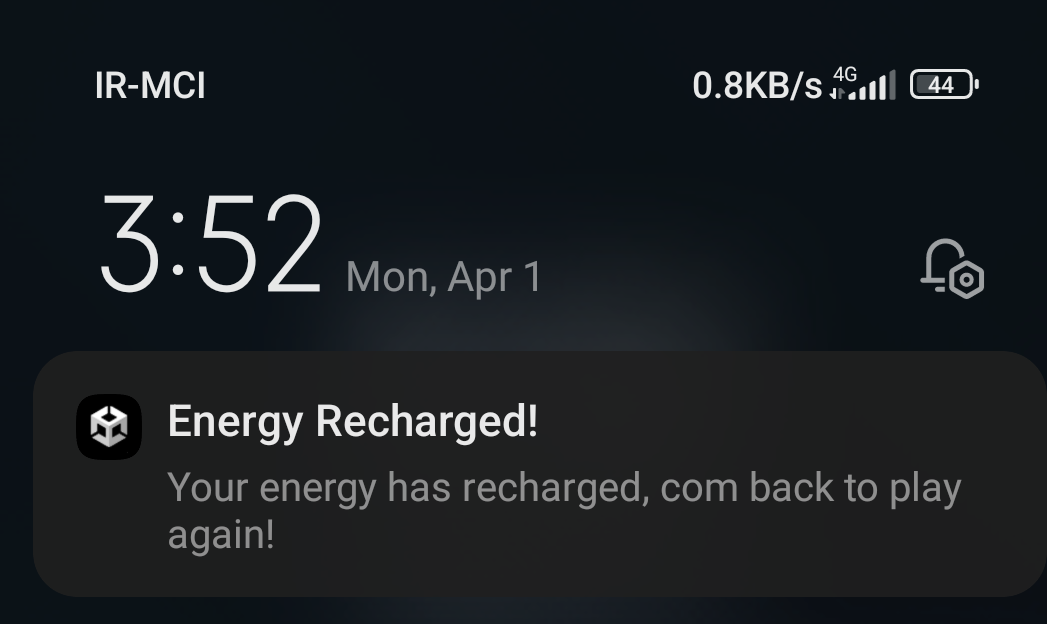 IR-MCI 0.8KB/s 4G 44
3:52 Mon, Apr 1
Energy Recharged!
Your energy has recharged, com back to play
again!